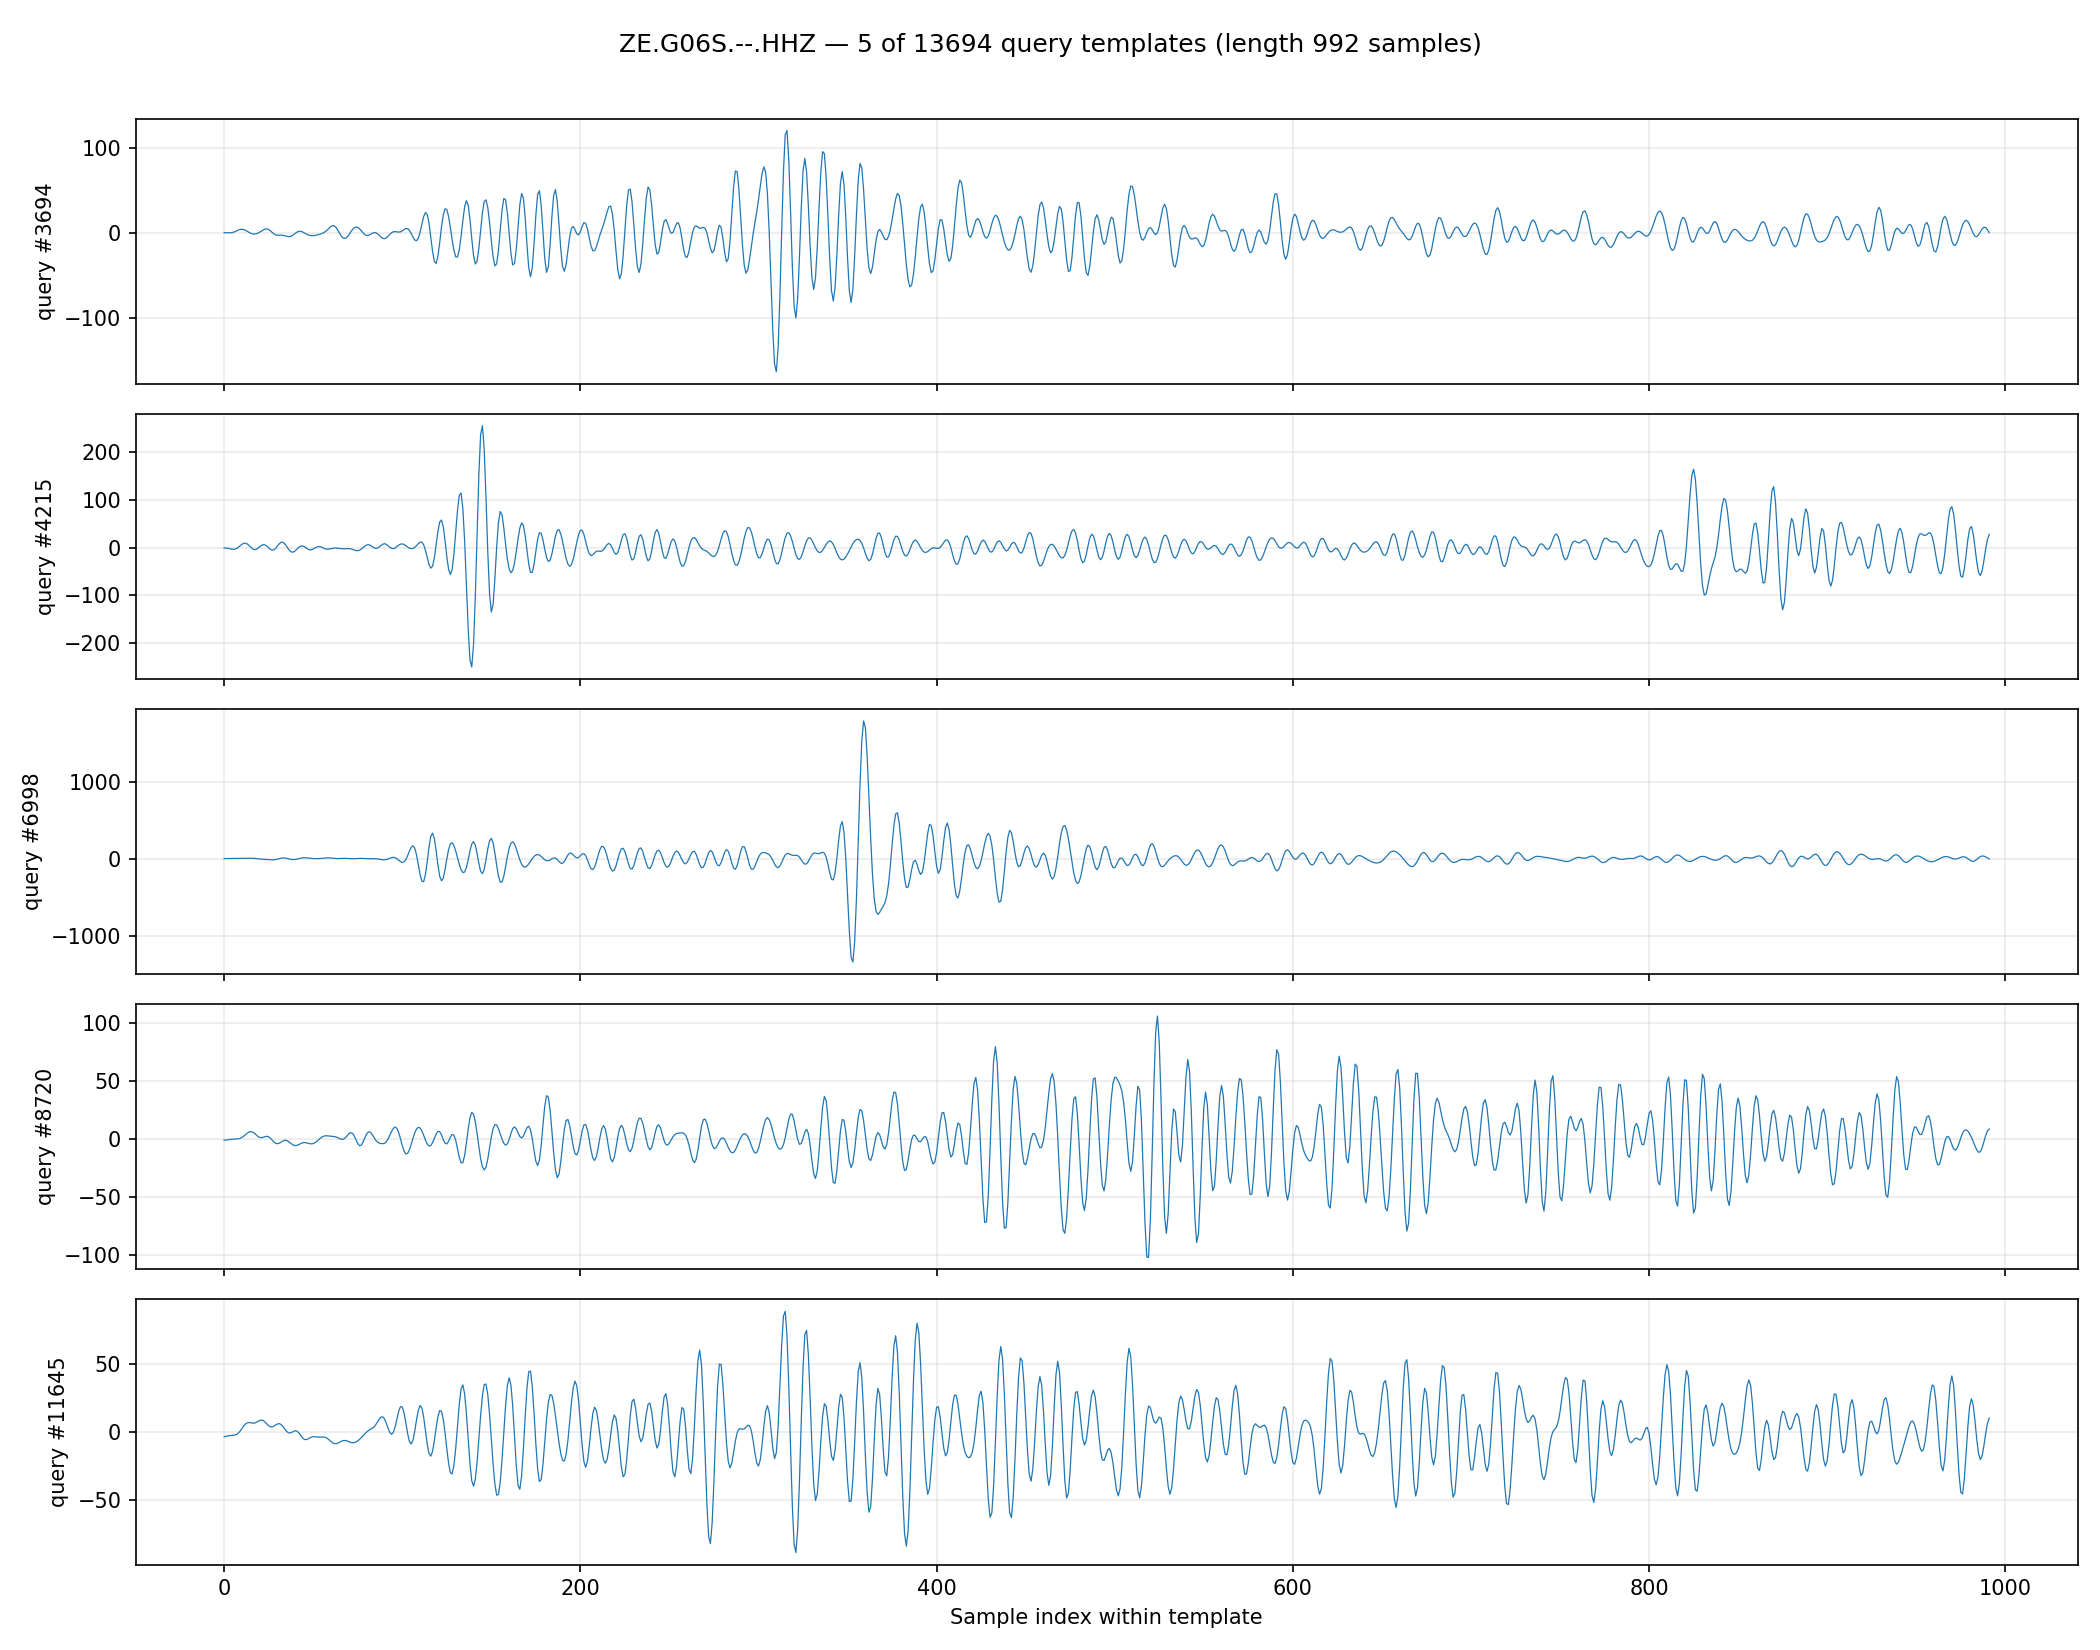 ZE.G06S.--.HHZ — 5 of 13694 query templates (length 992 samples)
query #3694
100
0
−100
query #4215
200
100
0
−100
−200
query #6998
1000
0
−1000
query #8720
100
50
0
−50
−100
query #11645
50
0
−50
0 200 400 600 800 1000
Sample index within template